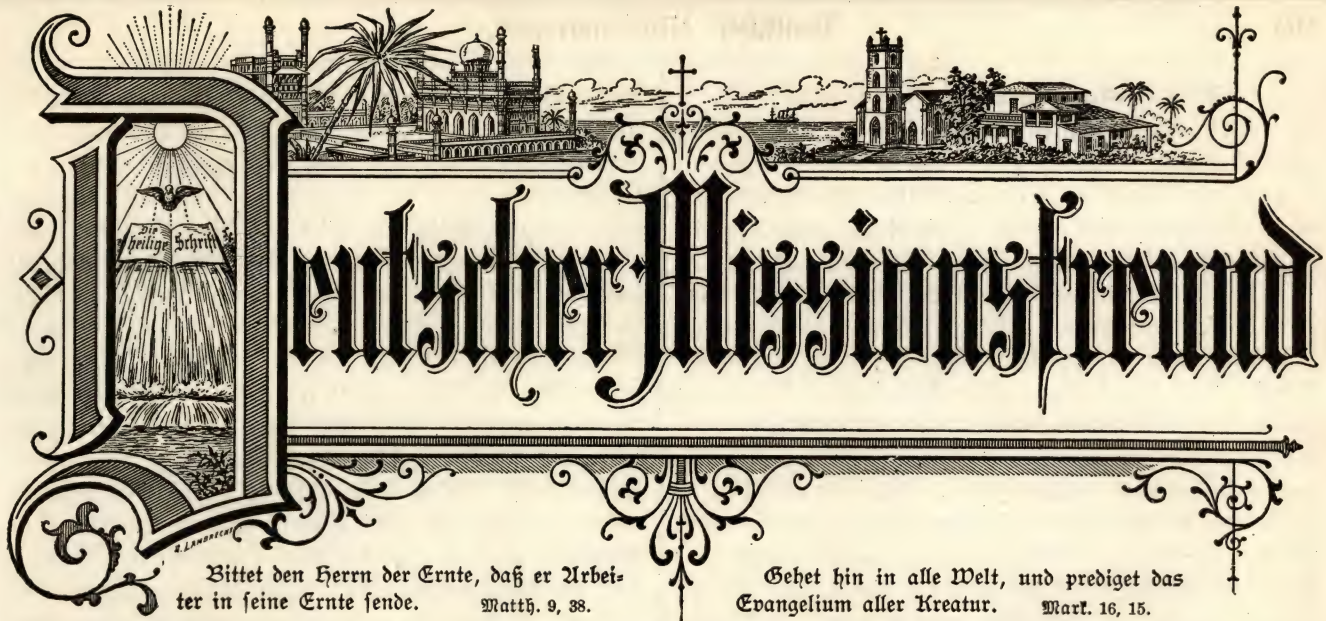 Die
heilige Schrift
Deutscher Missionsfreund
A. LAMBRECHT
Bittet den Herrn der Ernte, daß er Arbei-
ter in seine Ernte sende. Matth. 9, 38.
Gehet hin in alle Welt, und prediget das
Evangelium aller Kreatur. Mark. 16, 15.